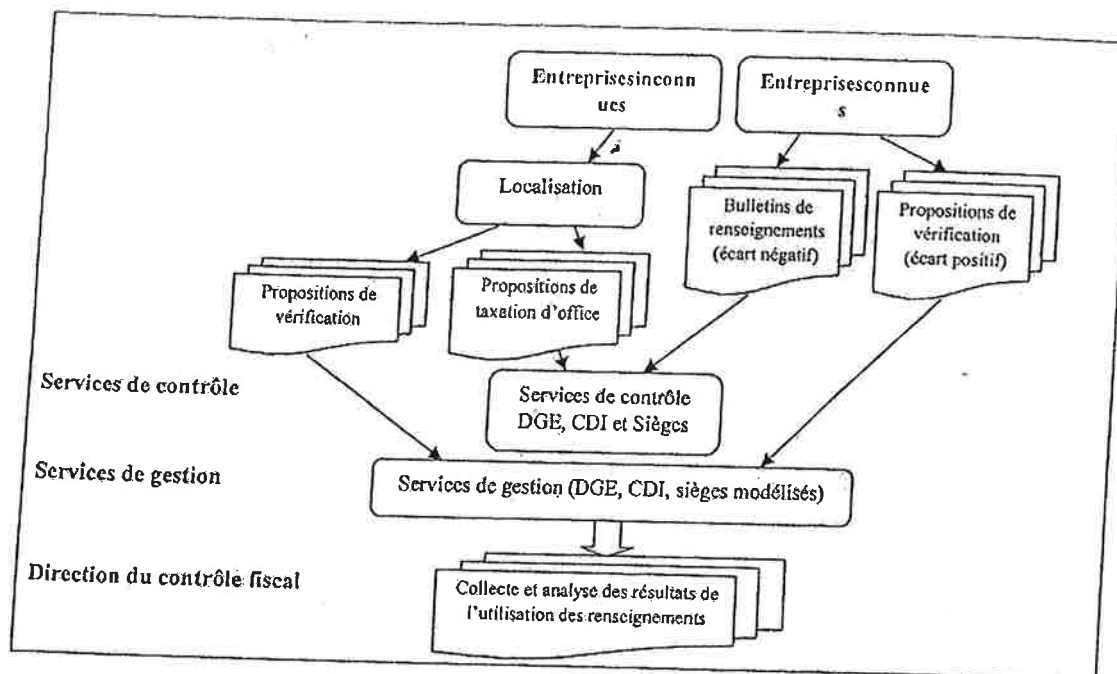 Entreprisesinconn
ues
Entreprisesconnue
s
Localisation
Bulletins de
renseignements
(écart négatif)
Propositions de
vérification
(écart positif)
Propositions de
vérification
Propositions de
taxation d'office
Services de contrôle
Services de contrôle
DGE, CDI et Sièges
Services de gestion
Services de gestion (DGE, CDI, sièges modélisés)
Direction du contrôle fiscal
Collecte et analyse des résultats de
l'utilisation des renseignements